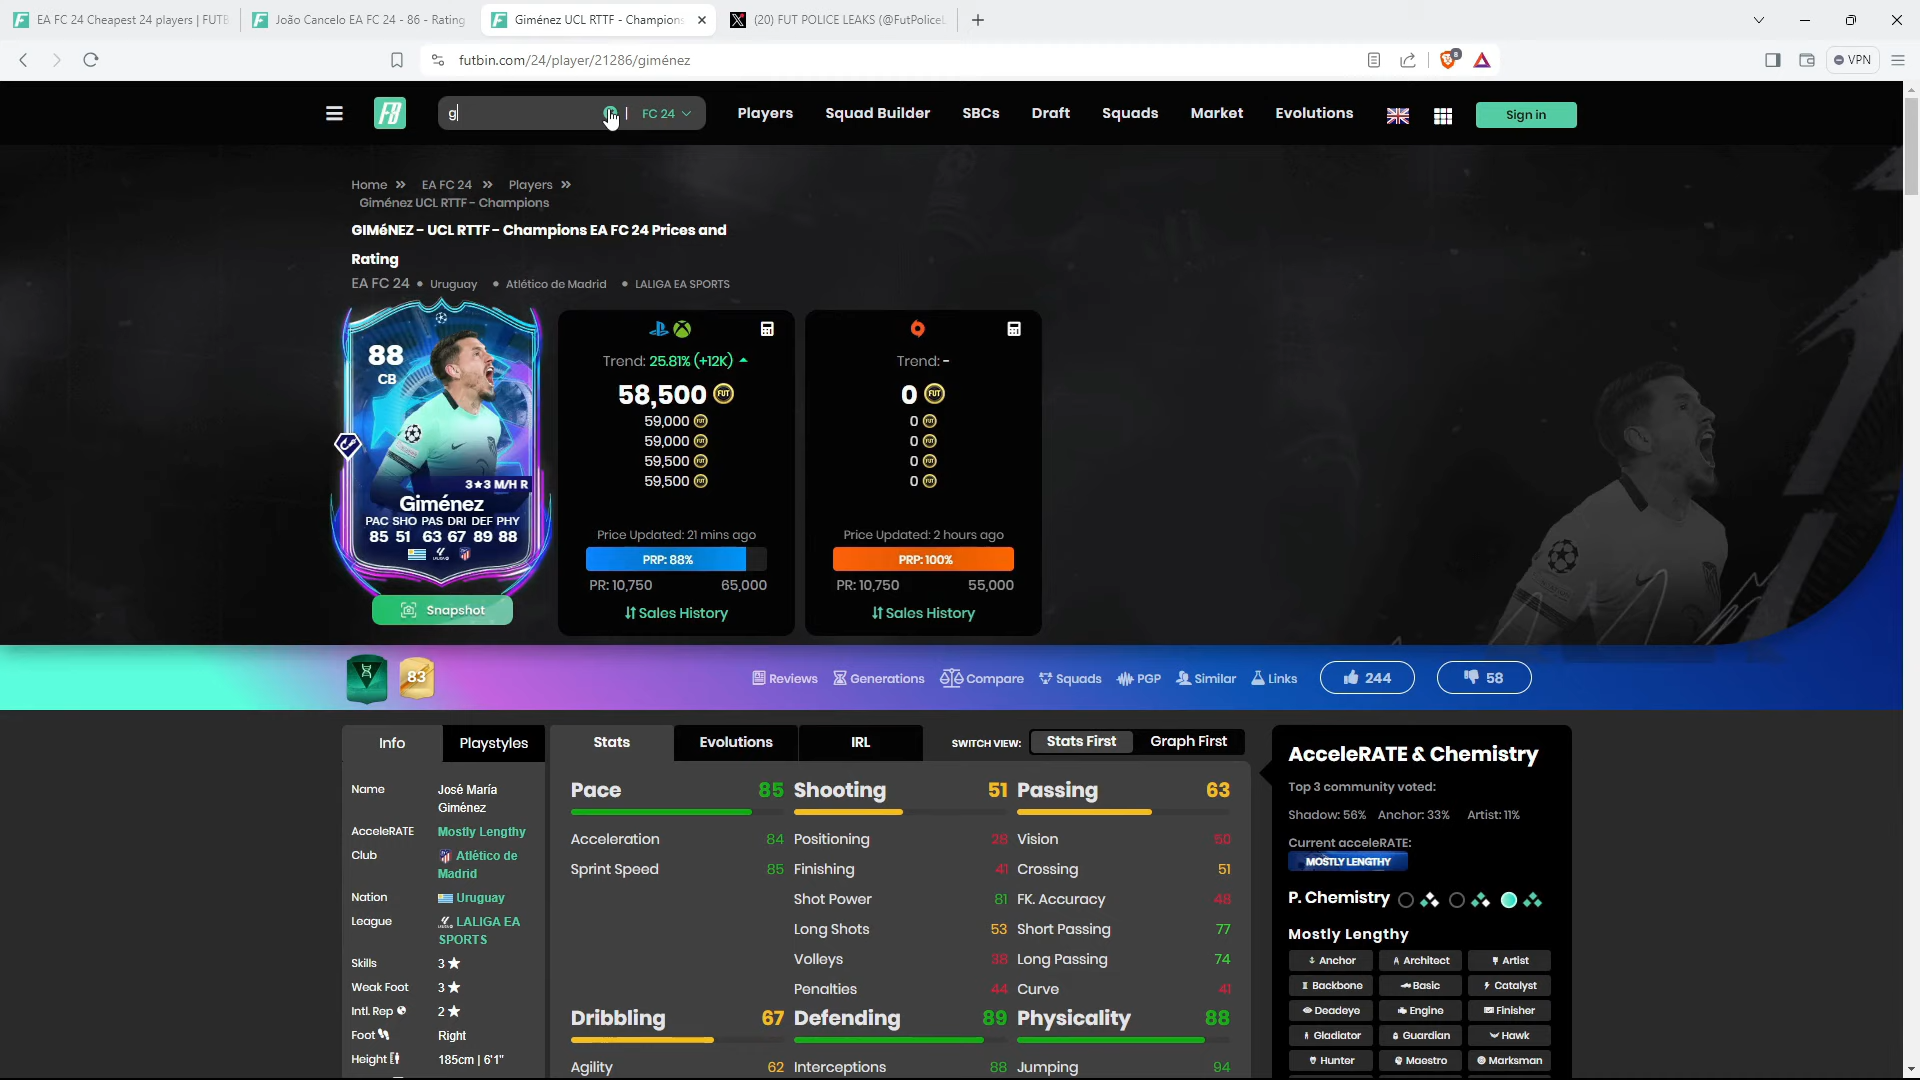 EA FC 24 Cheapest 24 players | FUTB
João Cancelo EA FC 24 - 86 - Rating
Giménez UCL RTTF - Champions
(20) FUT POLICE LEAKS (@FutPoliceL
futbin.com/24/player/21286/giménez
VPN
g
FC 24
Players
Squad Builder
SBCs
Draft
Squads
Market
Evolutions
Sign in
Home
EA FC 24
Players
Giménez UCL RTTF - Champions
GIMéNEZ - UCL RTTF - Champions EA FC 24 Prices and
Rating
EA FC 24 • Uruguay • Atlético de Madrid • LALIGA EA SPORTS
88
CB
3★3 M/H R
Giménez
PAC SHO PAS DRI DEF PHY
85 51 63 67 89 88
Snapshot
Trend: 25.81% (+12K)
58,500
59,000
59,000
59,500
59,500
Price Updated: 21 mins ago
PRP: 88%
PR: 10,750 65,000
Sales History
Trend: -
0
0
0
0
0
Price Updated: 2 hours ago
PRP: 100%
PR: 10,750 55,000
Sales History
83
Reviews
Generations
Compare
Squads
PGP
Similar
Links
244
58
Info
Playstyles
Name José María
Giménez
AcceleRATE Mostly Lengthy
Club Atlético de
Madrid
Nation Uruguay
League LALIGA EA
SPORTS
Skills 3
Weak Foot 3
Intl. Rep 2
Foot Right
Height 185cm | 6'1"
Stats
Evolutions
IRL
SWITCH VIEW:
Stats First
Graph First
Pace 85
Acceleration 84
Sprint Speed 85
Shooting 51
Positioning 28
Finishing 41
Shot Power 81
Long Shots 53
Volleys 38
Penalties 44
Passing 63
Vision 50
Crossing 51
FK. Accuracy 48
Short Passing 77
Long Passing 74
Curve 41
Dribbling 67
Agility 62
Defending 89
Interceptions 88
Physicality 88
Jumping 94
AcceleRATE & Chemistry
Top 3 community voted:
Shadow: 56% Anchor: 33% Artist: 11%
Current acceleRATE:
MOSTLY LENGTHY
P. Chemistry
Mostly Lengthy
Anchor Architect Artist
Backbone Basic Catalyst
Deadeye Engine Finisher
Gladiator Guardian Hawk
Hunter Maestro Marksman